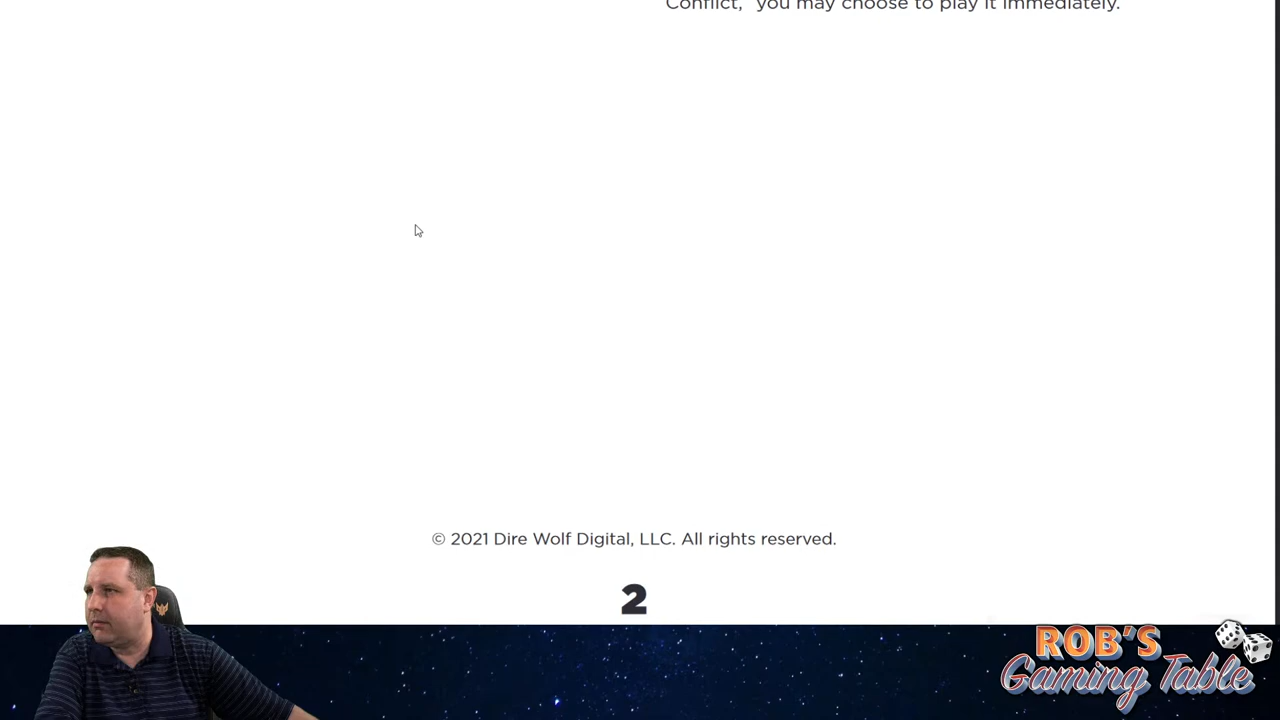 Conflict," you may choose to play it immediately.
© 2021 Dire Wolf Digital, LLC. All rights reserved.
2
ROB'S
Gaming Table